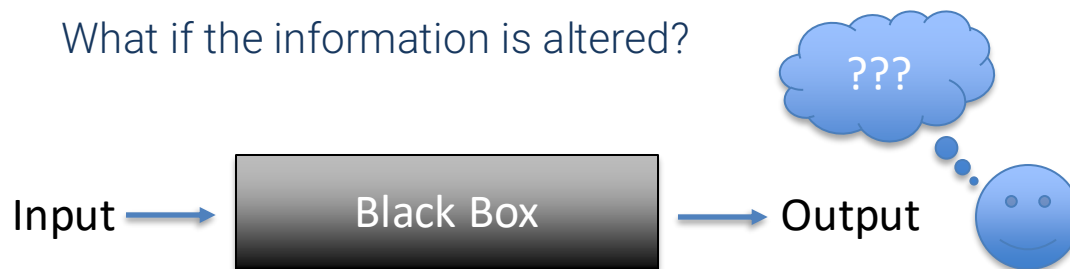 What if the information is altered?
???
Input
Black Box
Output